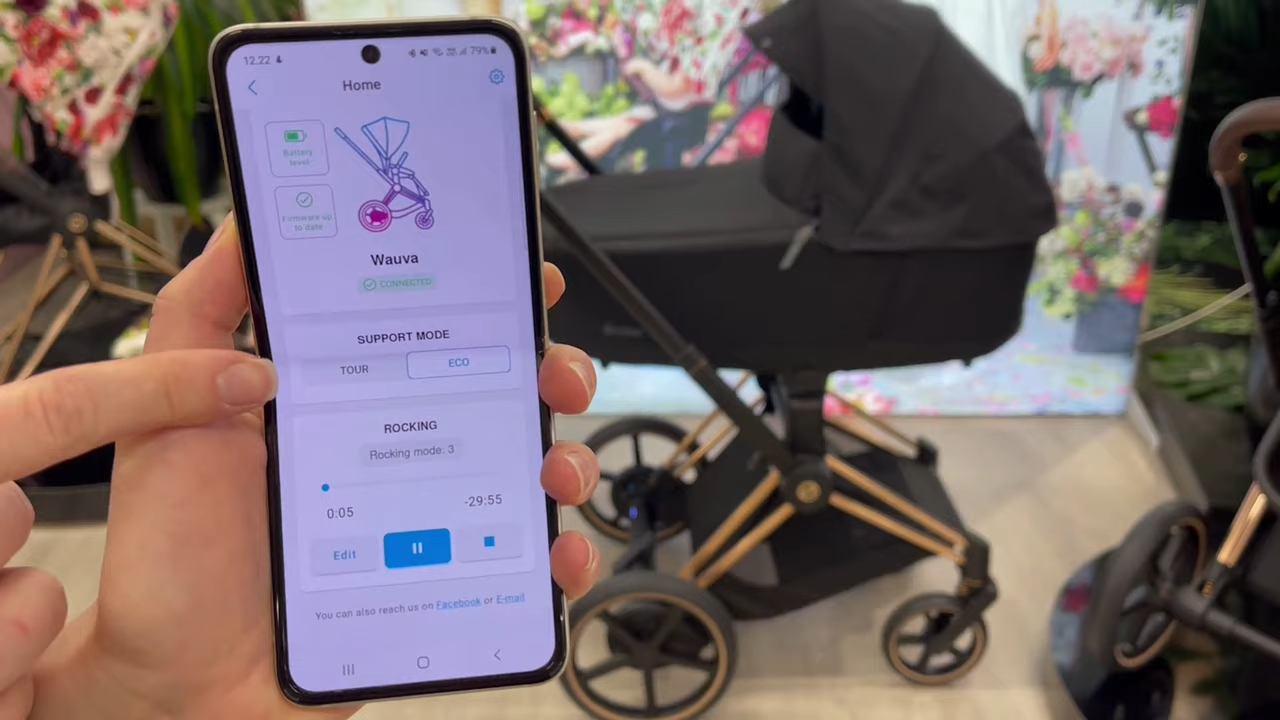 12.22
79%
Home
Battery
level
Firmware up
to date
Wauva
CONNECTED
SUPPORT MODE
TOUR
ECO
ROCKING
Rocking mode: 3
0:05
-29:55
Edit
You can also reach us on Facebook or E-mail